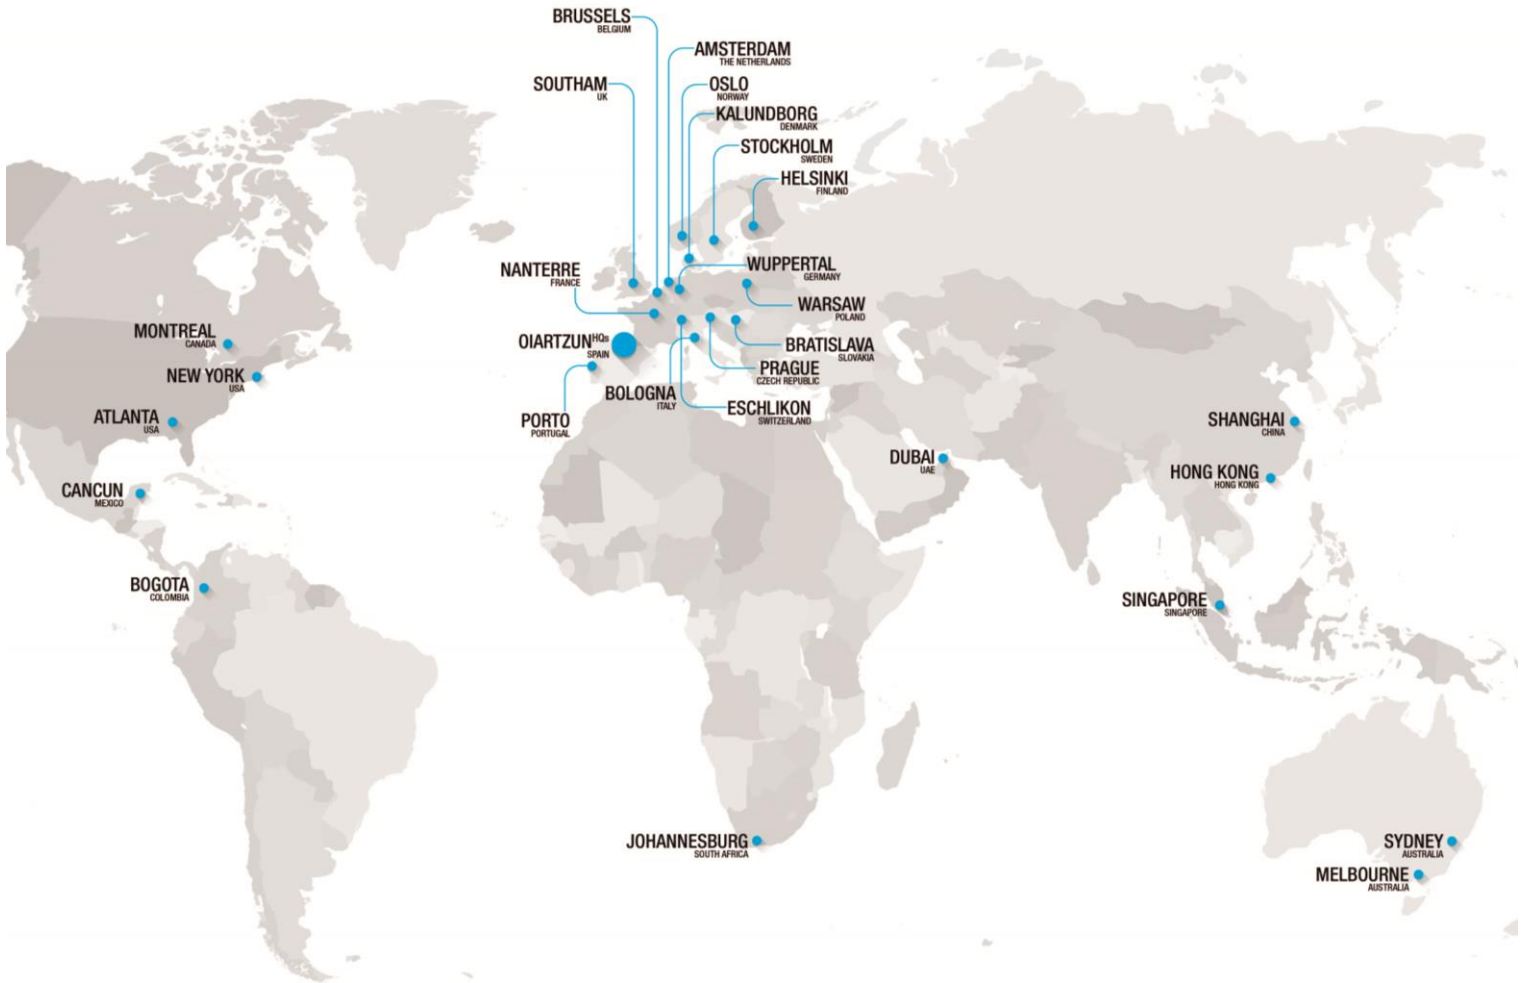 BRUSSELS
BELGIUM
AMSTERDAM
THE NETHERLANDS
SOUTHAM
UK
OSLO
NORWAY
KALUNDBORG
DENMARK
STOCKHOLM
SWEDEN
HELSINKI
FINLAND
NANTERRE
FRANCE
WUPPERTAL
GERMANY
WARSAW
POLAND
OIARTZUN HQs
SPAIN
BRATISLAVA
SLOVAKIA
PRAGUE
CZECH REPUBLIC
BOLOGNA
ITALY
ESCHLIKON
SWITZERLAND
PORTO
PORTUGAL
MONTREAL
CANADA
NEW YORK
USA
ATLANTA
USA
CANCUN
MEXICO
BOGOTA
COLOMBIA
DUBAI
UAE
SHANGHAI
CHINA
HONG KONG
HONG KONG
SINGAPORE
SINGAPORE
JOHANNESBURG
SOUTH AFRICA
SYDNEY
AUSTRALIA
MELBOURNE
AUSTRALIA